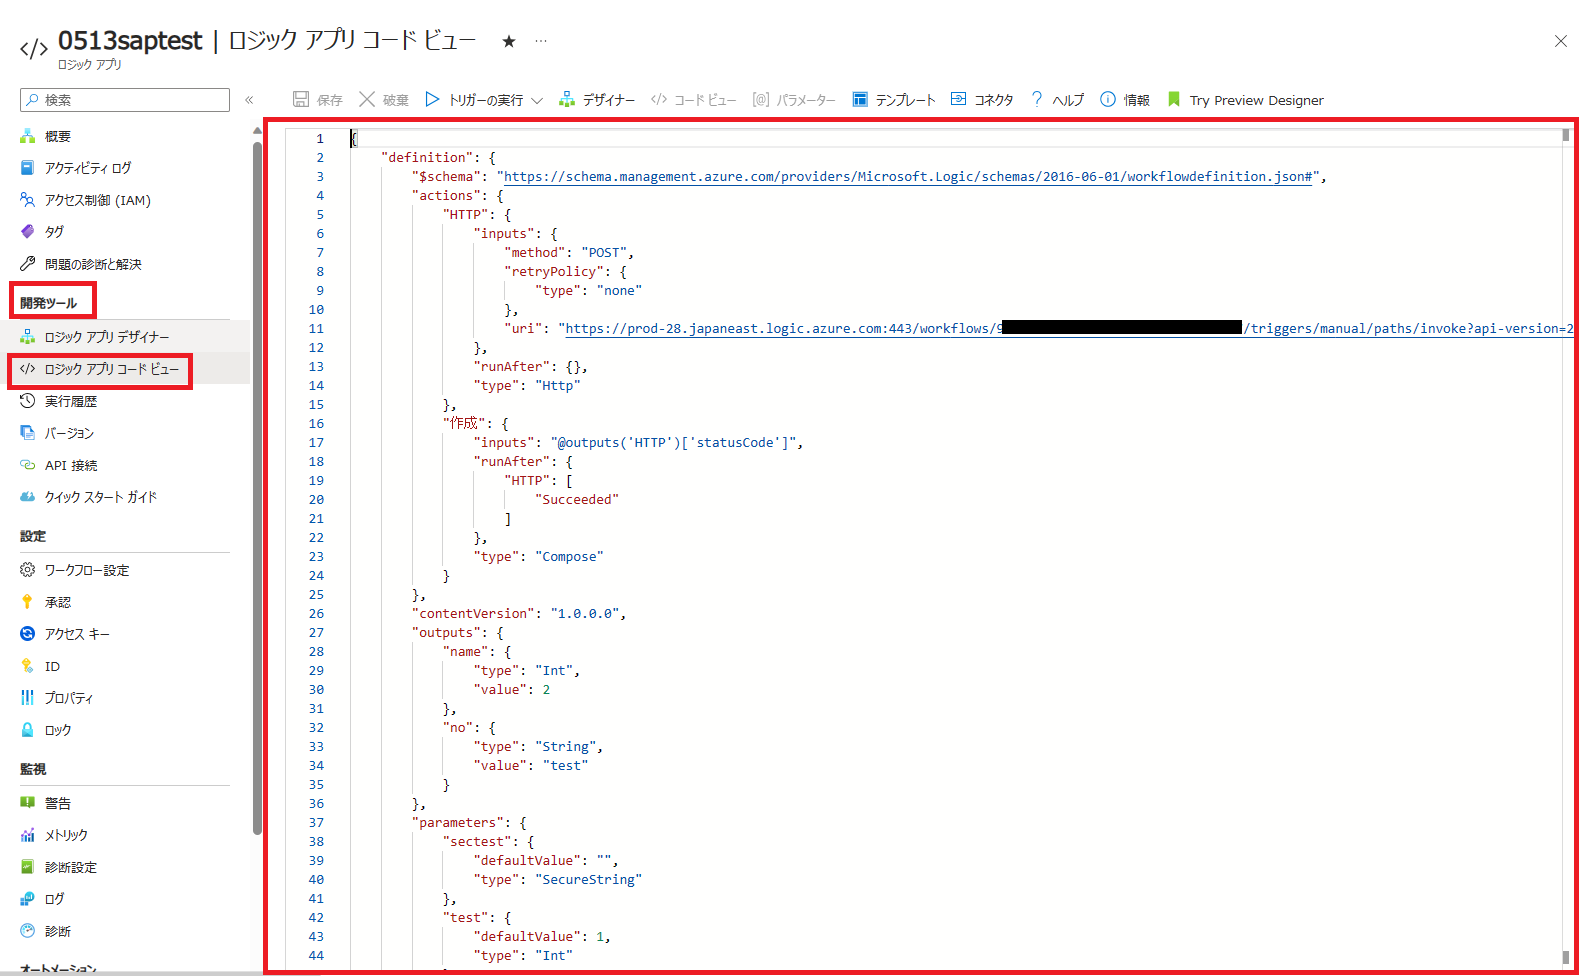 0513saptest | ロジック アプリ コード ビュー ★ …
ロジック アプリ
検索 «
保存 破棄 トリガーの実行 デザイナー コード ビュー パラメーター テンプレート コネクタ ヘルプ 情報 Try Preview Designer
概要
アクティビティ ログ
アクセス制御 (IAM)
タグ
問題の診断と解決
開発ツール
ロジック アプリ デザイナー
ロジック アプリ コード ビュー
実行履歴
バージョン
API 接続
クイック スタート ガイド
設定
ワークフロー設定
承認
アクセス キー
ID
プロパティ
ロック
監視
警告
メトリック
診断設定
ログ
診断
オートメーション
1 {
2 "definition": {
3 "$schema": "https://schema.management.azure.com/providers/Microsoft.Logic/schemas/2016-06-01/workflowdefinition.json#",
4 "actions": {
5 "HTTP": {
6 "inputs": {
7 "method": "POST",
8 "retryPolicy": {
9 "type": "none"
10 },
11 "uri": "https://prod-28.japaneast.logic.azure.com:443/workflows/9 /triggers/manual/paths/invoke?api-version=2
12 },
13 "runAfter": {},
14 "type": "Http"
15 },
16 "作成": {
17 "inputs": "@outputs('HTTP')['statusCode']",
18 "runAfter": {
19 "HTTP": [
20 "Succeeded"
21 ]
22 },
23 "type": "Compose"
24 }
25 },
26 "contentVersion": "1.0.0.0",
27 "outputs": {
28 "name": {
29 "type": "Int",
30 "value": 2
31 },
32 "no": {
33 "type": "String",
34 "value": "test"
35 }
36 },
37 "parameters": {
38 "sectest": {
39 "defaultValue": "",
40 "type": "SecureString"
41 },
42 "test": {
43 "defaultValue": 1,
44 "type": "Int"